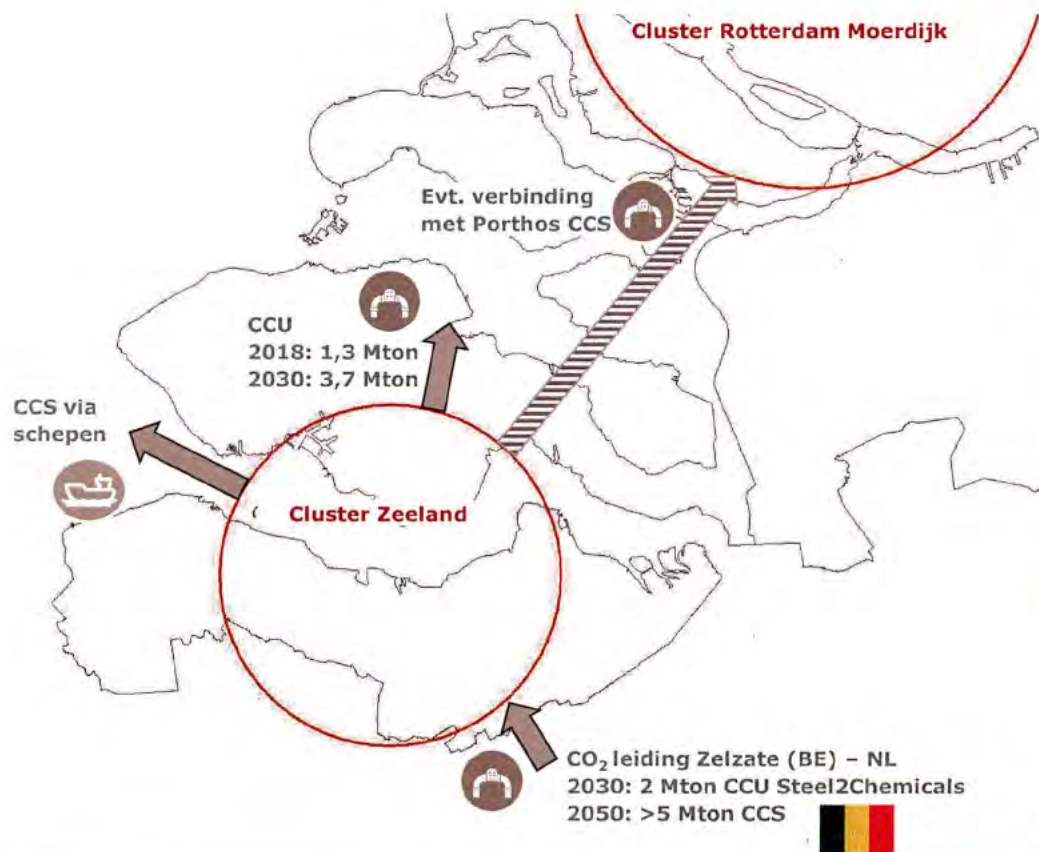 Cluster Rotterdam Moerdijk
Evt. verbinding
met Porthos CCS
CCU
2018: 1,3 Mton
2030: 3,7 Mton
CCS via
schepen
Cluster Zeeland
CO₂ leiding Zelzate (BE) – NL
2030: 2 Mton CCU Steel2Chemicals
2050: >5 Mton CCS